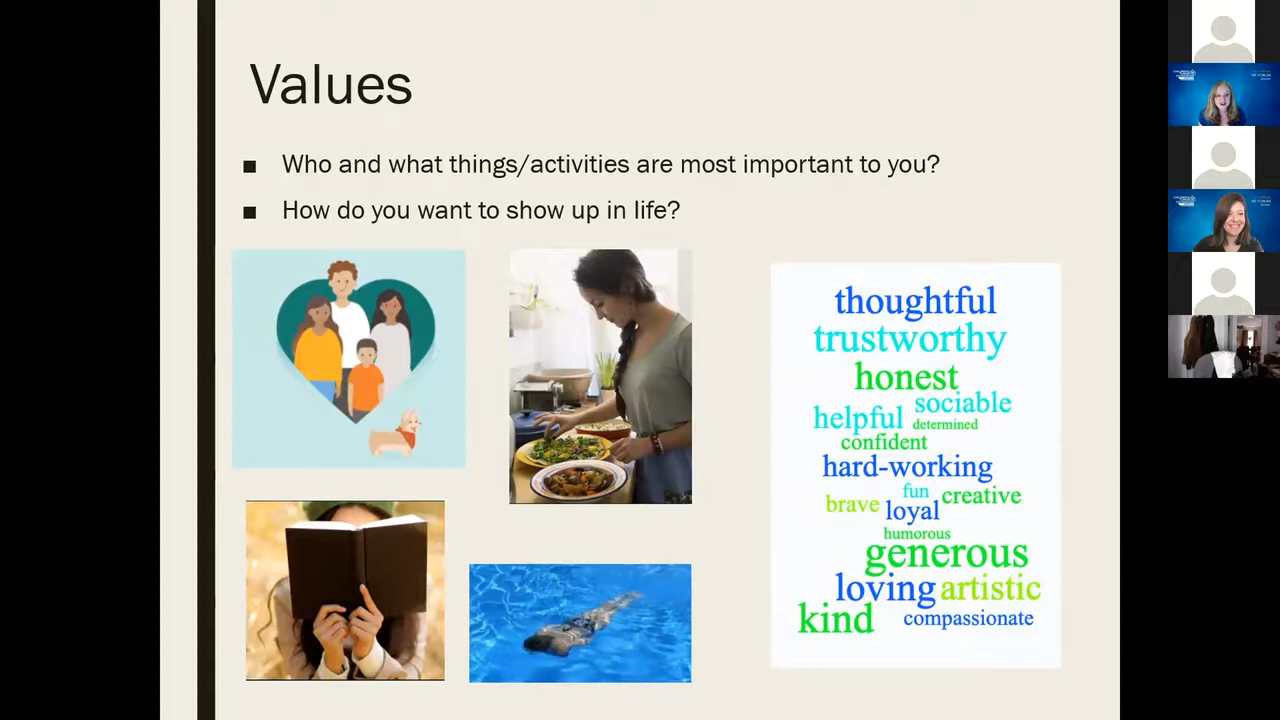 Values
■ Who and what things/activities are most important to you?
■ How do you want to show up in life?
thoughtful
trustworthy
honest
sociable
helpful
determined
confident
hard-working
fun
creative
brave
loyal
humorous
generous
loving
artistic
kind
compassionate